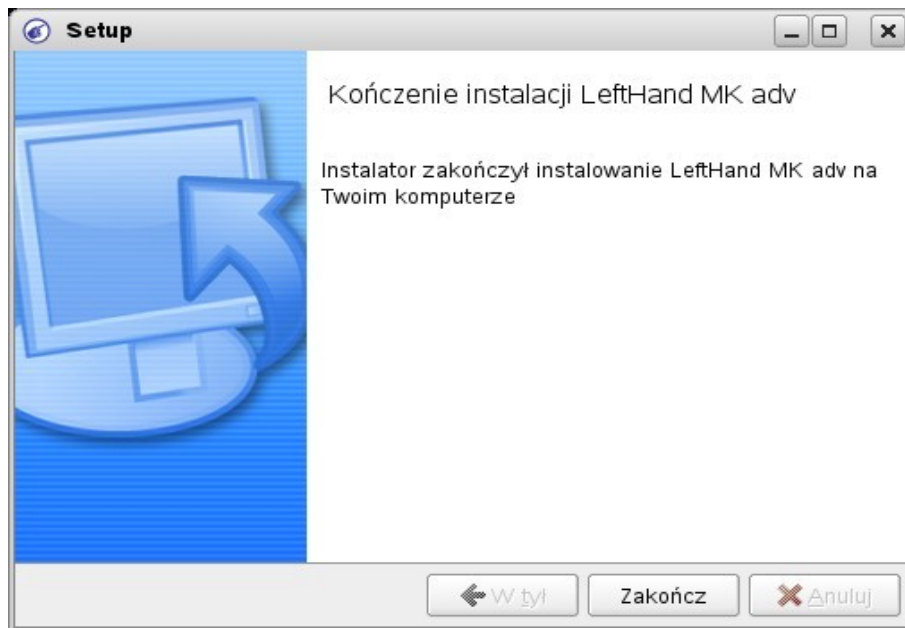 Setup
Kończenie instalacji LeftHand MK adv
Instalator zakończył instalowanie LeftHand MK adv na
Twoim komputerze
W tył
Zakończ
Anuluj